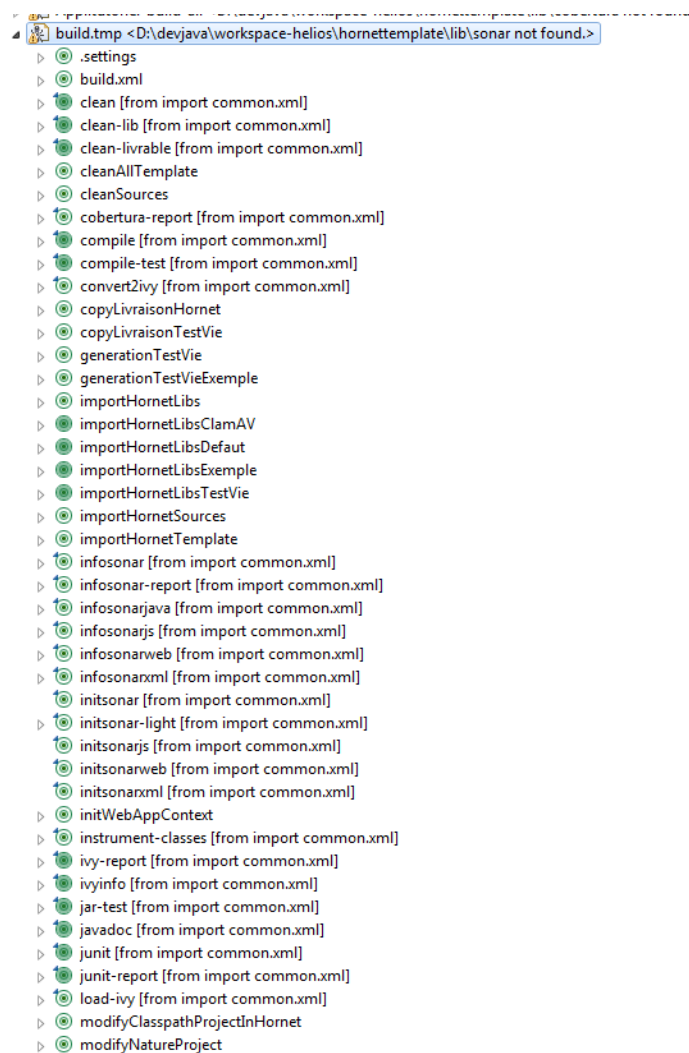 build.tmp <D:\devjava\workspace-helios\hornettemplate\lib\sonar not found.>
.settings
build.xml
clean [from import common.xml]
clean-lib [from import common.xml]
clean-livrable [from import common.xml]
cleanAllTemplate
cleanSources
cobertura-report [from import common.xml]
compile [from import common.xml]
compile-test [from import common.xml]
convert2ivy [from import common.xml]
copyLivraisonHornet
copyLivraisonTestVie
generationTestVie
generationTestVieExemple
importHornetLibs
importHornetLibsClamAV
importHornetLibsDefaut
importHornetLibsExemple
importHornetLibsTestVie
importHornetSources
importHornetTemplate
infosonar [from import common.xml]
infosonar-report [from import common.xml]
infosonarjava [from import common.xml]
infosonarjs [from import common.xml]
infosonarweb [from import common.xml]
infosonarxml [from import common.xml]
initsonar [from import common.xml]
initsonar-light [from import common.xml]
initsonarjs [from import common.xml]
initsonarweb [from import common.xml]
initsonarxml [from import common.xml]
initWebAppContext
instrument-classes [from import common.xml]
ivy-report [from import common.xml]
ivyinfo [from import common.xml]
jar-test [from import common.xml]
javadoc [from import common.xml]
junit [from import common.xml]
junit-report [from import common.xml]
load-ivy [from import common.xml]
modifyClasspathProjectInHornet
modifyNatureProject